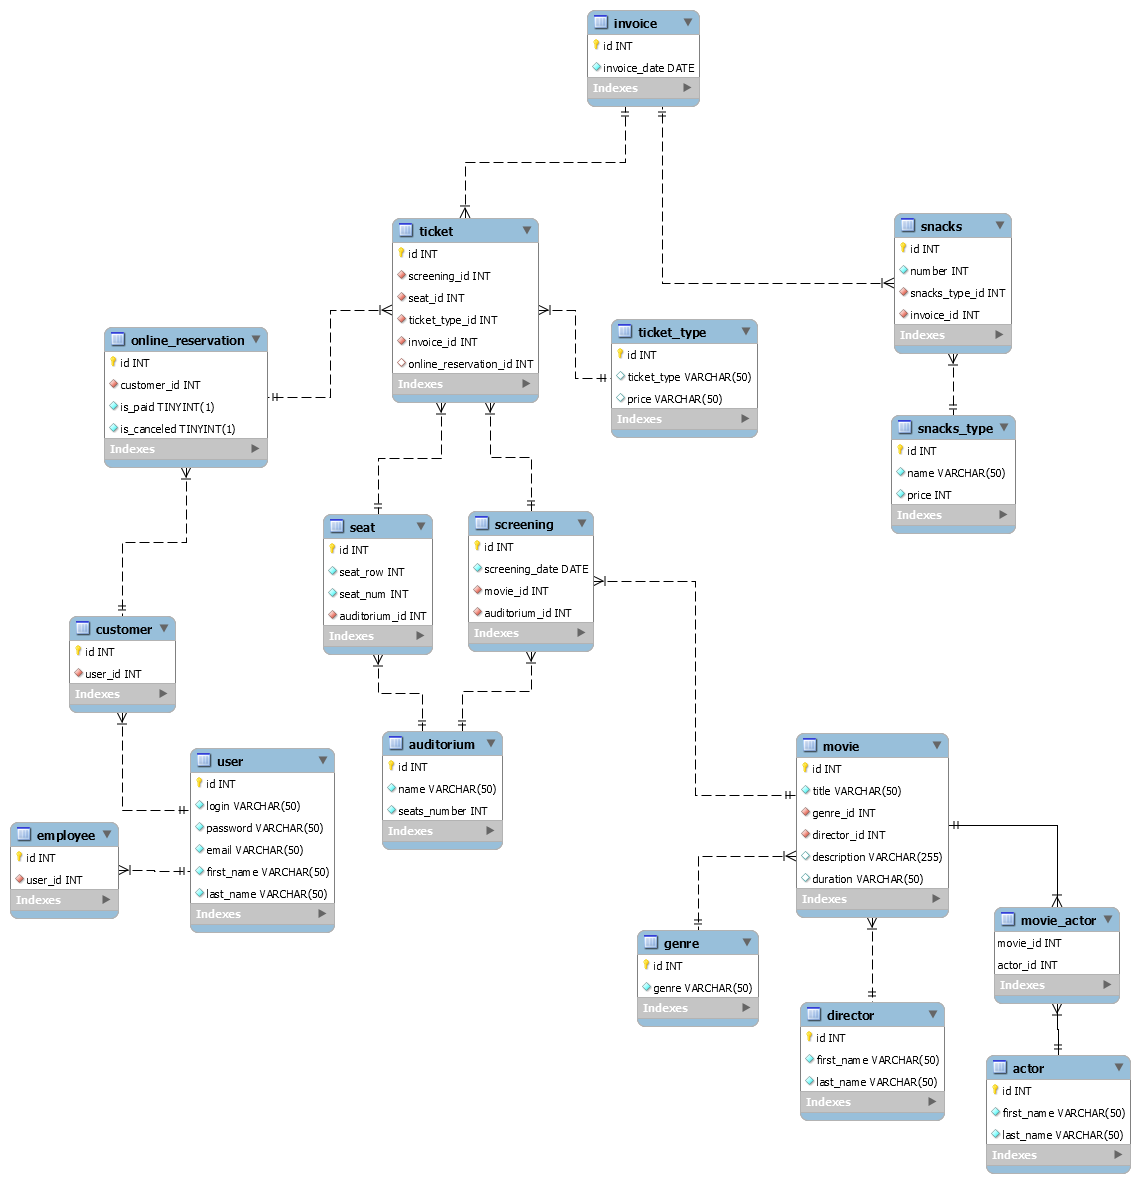 invoice
id INT
invoice_date DATE
Indexes
ticket
id INT
screening_id INT
seat_id INT
ticket_type_id INT
invoice_id INT
online_reservation_id INT
Indexes
snacks
id INT
number INT
snacks_type_id INT
invoice_id INT
Indexes
online_reservation
id INT
customer_id INT
is_paid TINYINT(1)
is_canceled TINYINT(1)
Indexes
ticket_type
id INT
ticket_type VARCHAR(50)
price VARCHAR(50)
Indexes
snacks_type
id INT
name VARCHAR(50)
price INT
Indexes
seat
id INT
seat_row INT
seat_num INT
auditorium_id INT
Indexes
screening
id INT
screening_date DATE
movie_id INT
auditorium_id INT
Indexes
customer
id INT
user_id INT
Indexes
auditorium
id INT
name VARCHAR(50)
seats_number INT
Indexes
movie
id INT
title VARCHAR(50)
genre_id INT
director_id INT
description VARCHAR(255)
duration VARCHAR(50)
Indexes
user
id INT
login VARCHAR(50)
password VARCHAR(50)
email VARCHAR(50)
first_name VARCHAR(50)
last_name VARCHAR(50)
Indexes
employee
id INT
user_id INT
Indexes
movie_actor
movie_id INT
actor_id INT
Indexes
genre
id INT
genre VARCHAR(50)
Indexes
director
id INT
first_name VARCHAR(50)
last_name VARCHAR(50)
Indexes
actor
id INT
first_name VARCHAR(50)
last_name VARCHAR(50)
Indexes